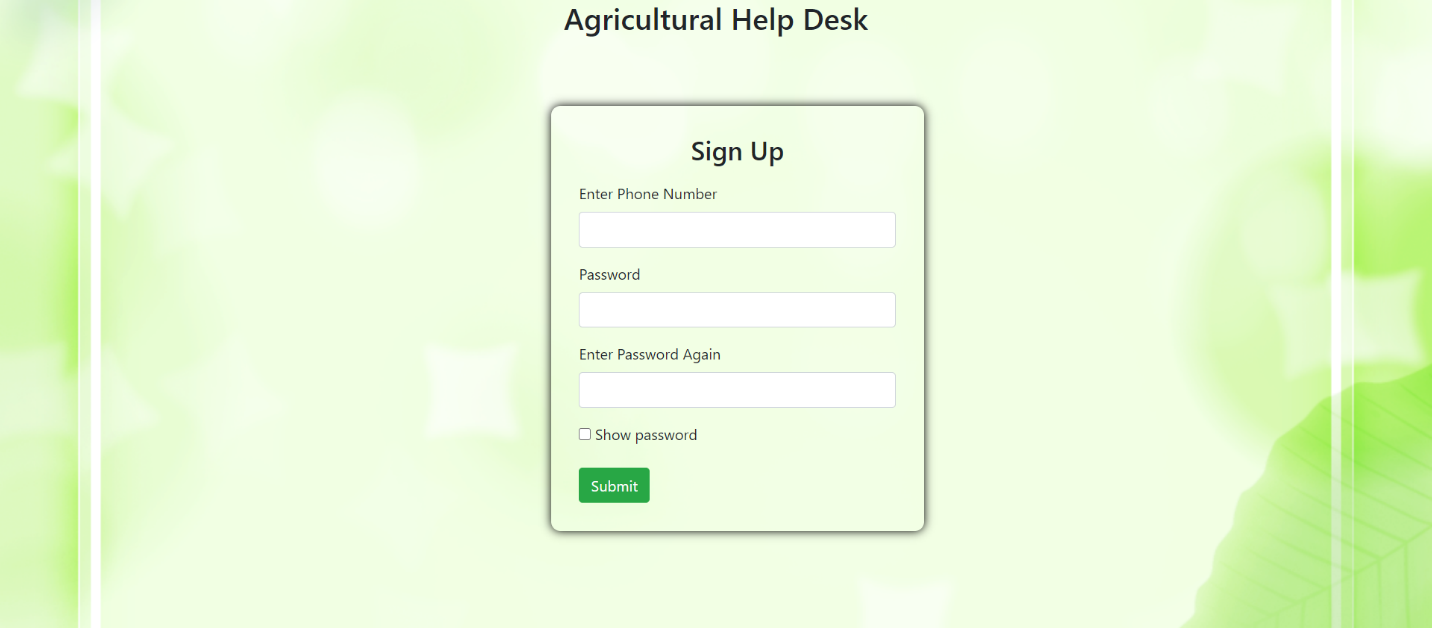 Agricultural Help Desk
Sign Up
Enter Phone Number
Password
Enter Password Again
Show password
Submit